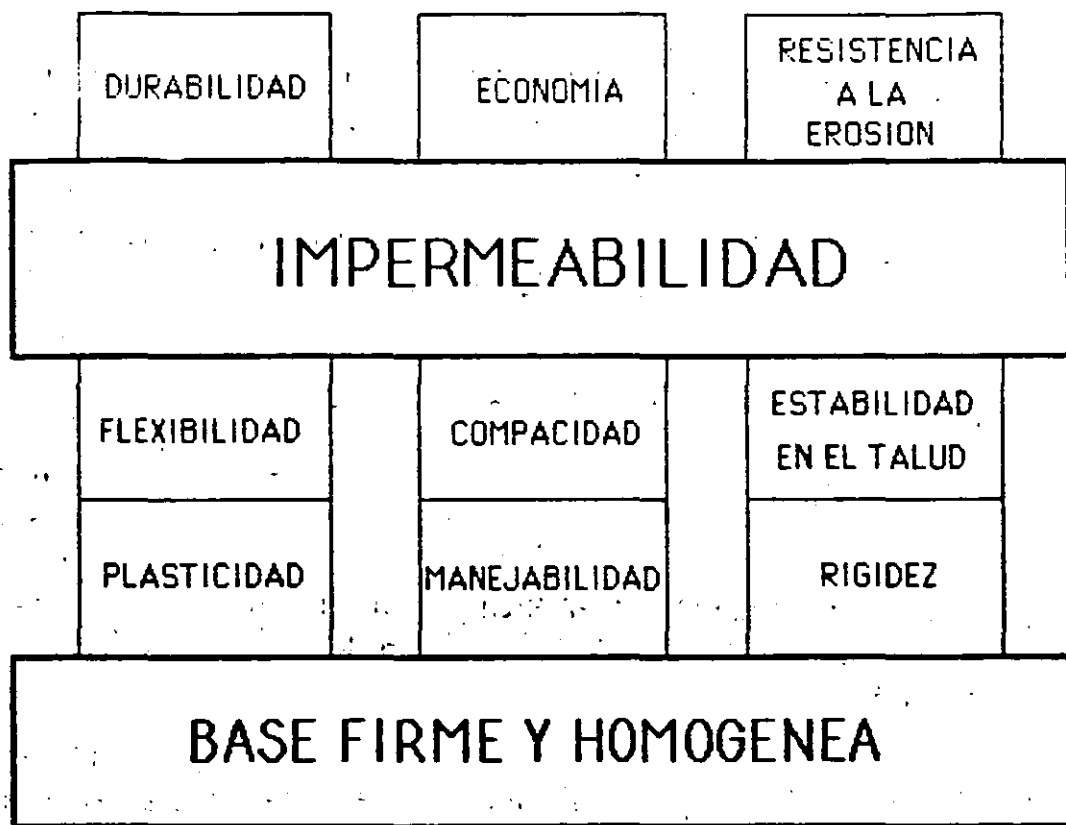 DURABILIDAD
ECONOMIA
RESISTENCIA
A LA
EROSION
IMPERMEABILIDAD
FLEXIBILIDAD
COMPACIDAD
ESTABILIDAD
EN EL TALUD
PLASTICIDAD
MANEJABILIDAD
RIGIDEZ
BASE FIRME Y HOMOGENEA